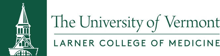 The University of Vermont
LARNER COLLEGE OF MEDICINE